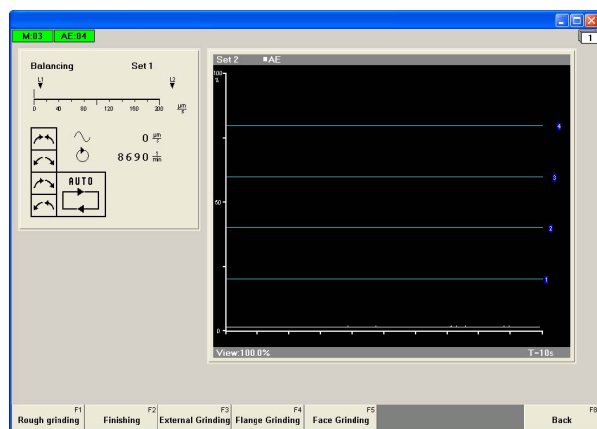 M:03 AE:04
1
Balancing Set 1
L1 L2
0 40 80 120 160 200 µm/s
0 µm/s
8690 1/min
AUTO
Set 2 ■AE
100
%
4
3
50
2
1
0
View:100.0% T=10s
F1 F2 F3 F4 F5 F8
Rough grinding Finishing External Grinding Flange Grinding Face Grinding Back